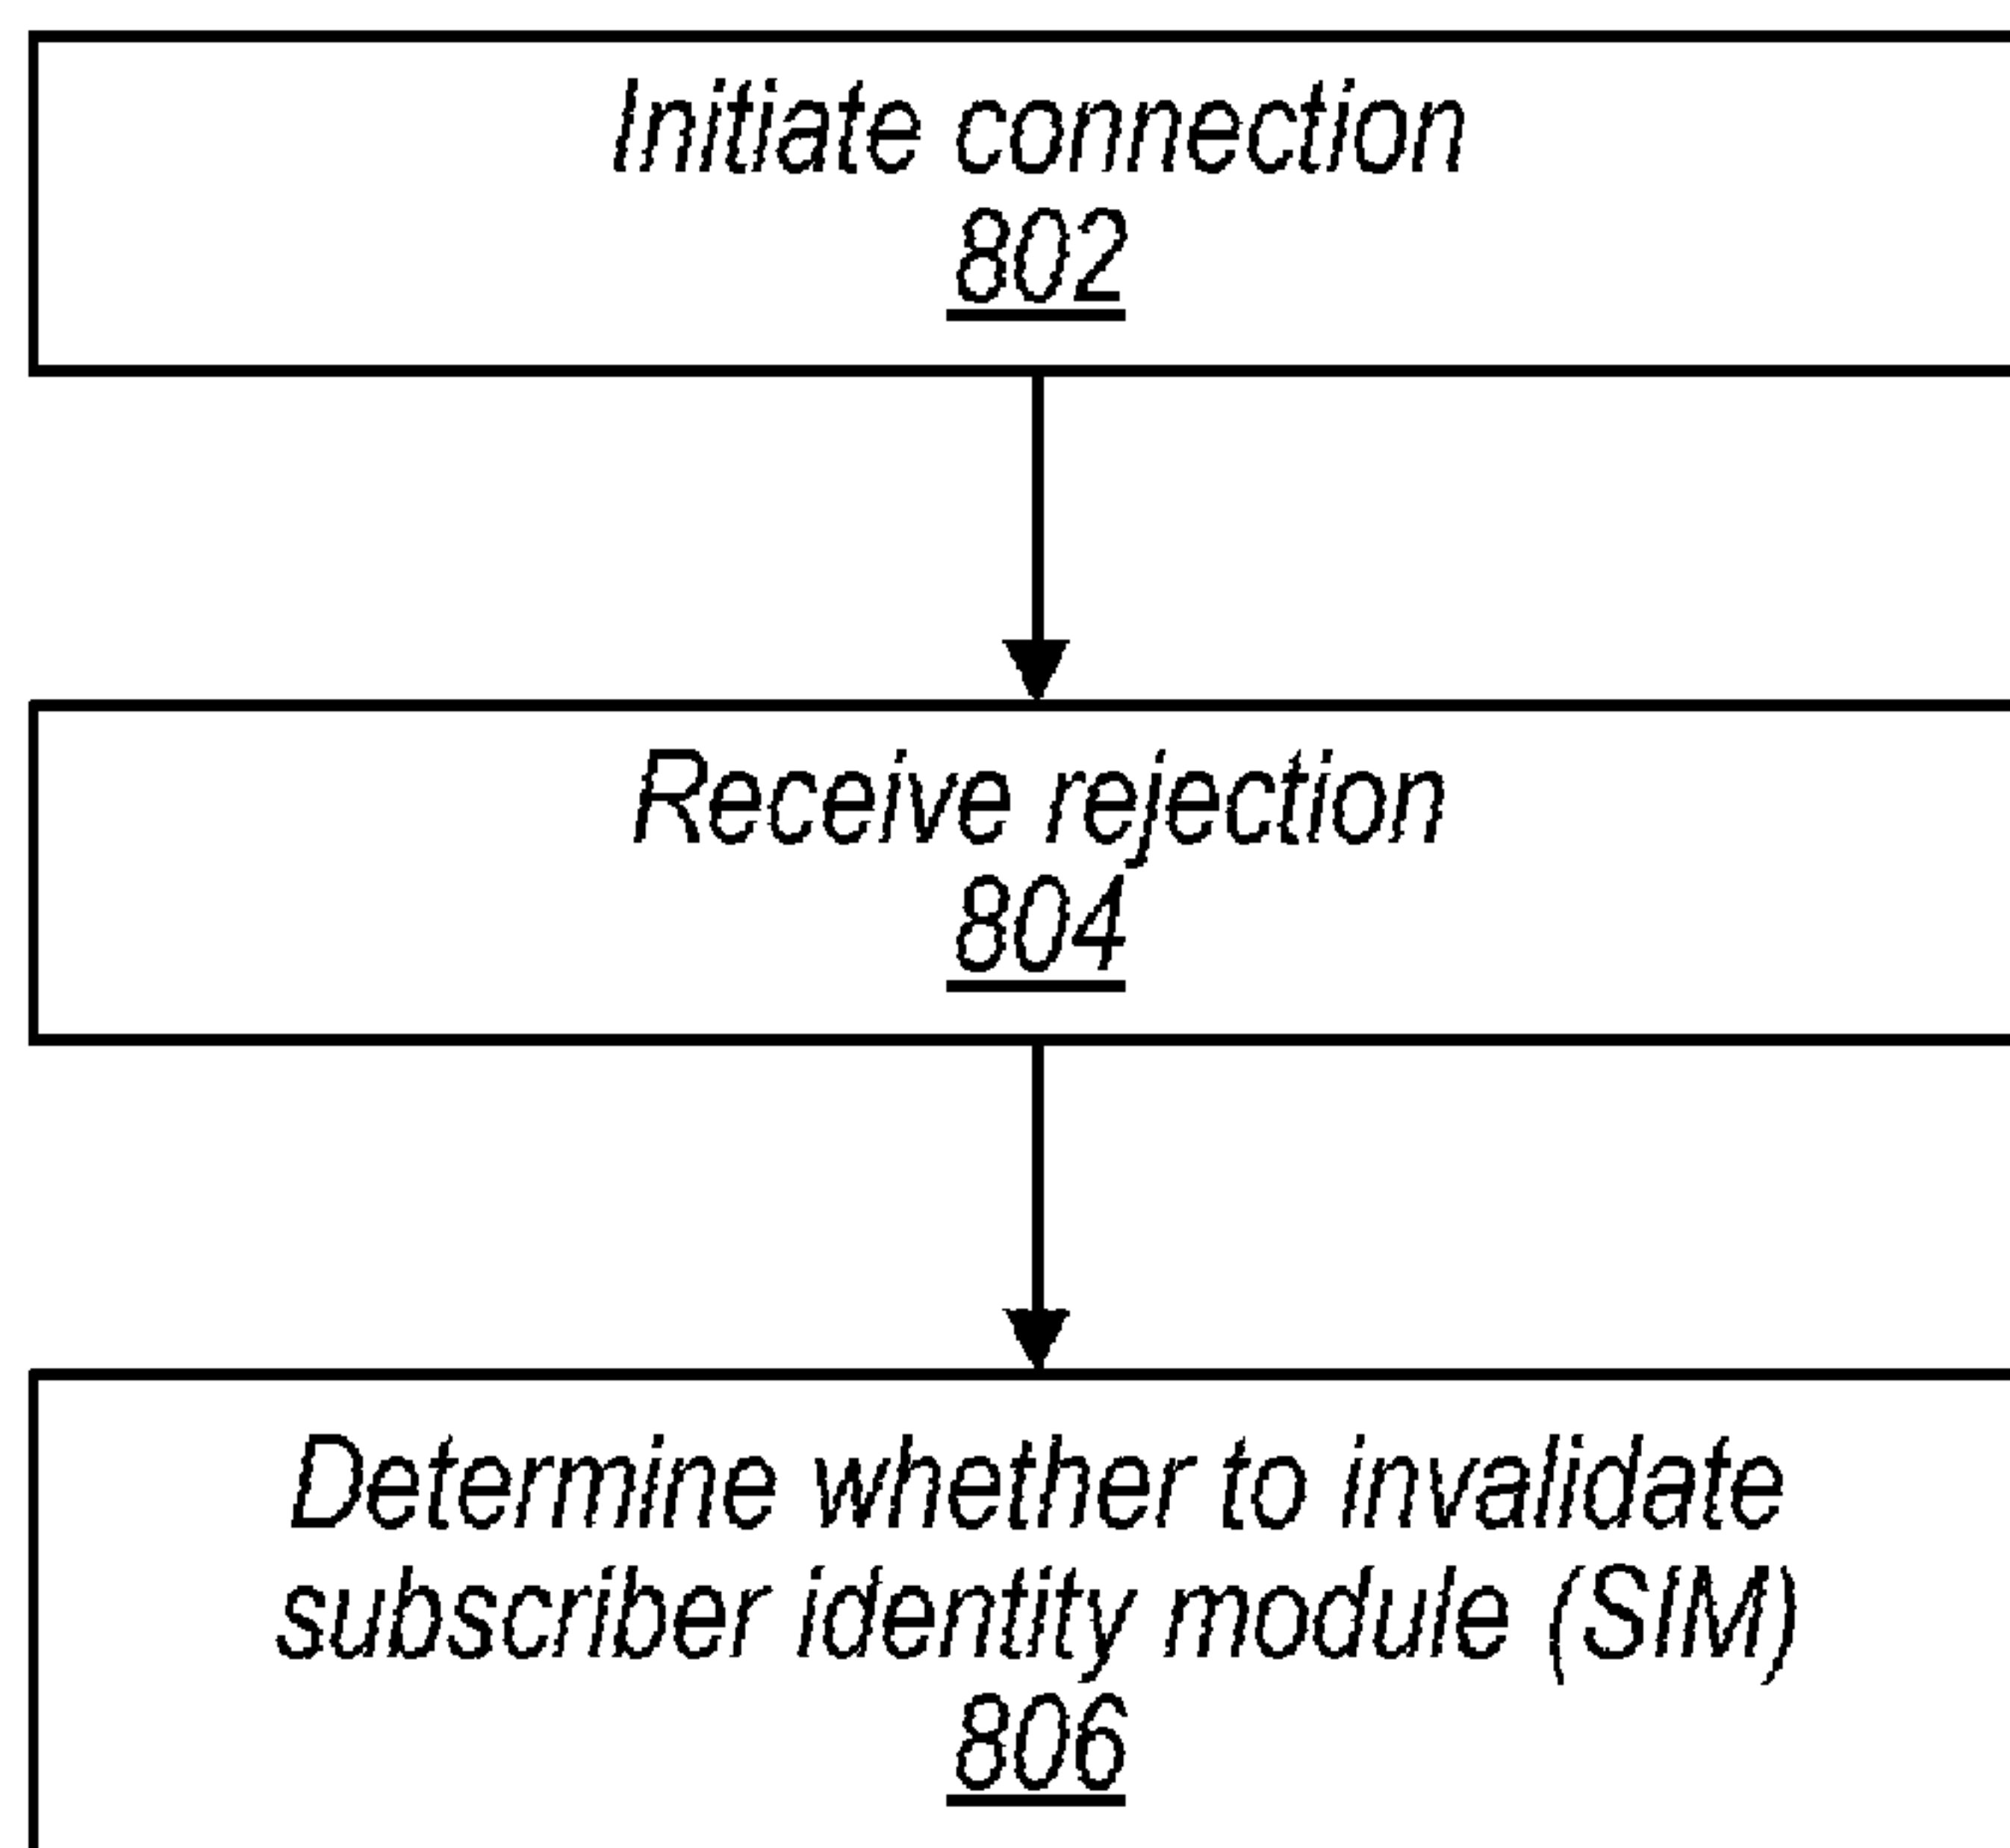 Initiate connection
802
Receive rejection
804
Determine whether to invalidate
subscriber identity module (SIM)
806